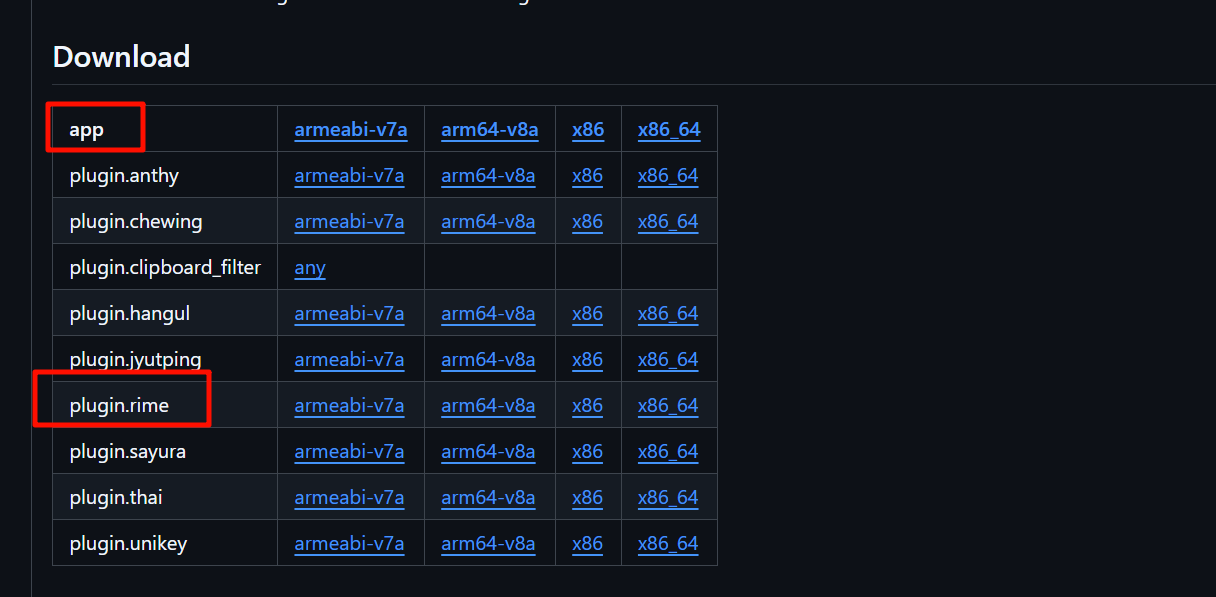 Download
app armeabi-v7a arm64-v8a x86 x86_64
plugin.anthy armeabi-v7a arm64-v8a x86 x86_64
plugin.chewing armeabi-v7a arm64-v8a x86 x86_64
plugin.clipboard_filter any
plugin.hangul armeabi-v7a arm64-v8a x86 x86_64
plugin.jyutping armeabi-v7a arm64-v8a x86 x86_64
plugin.rime armeabi-v7a arm64-v8a x86 x86_64
plugin.sayura armeabi-v7a arm64-v8a x86 x86_64
plugin.thai armeabi-v7a arm64-v8a x86 x86_64
plugin.unikey armeabi-v7a arm64-v8a x86 x86_64